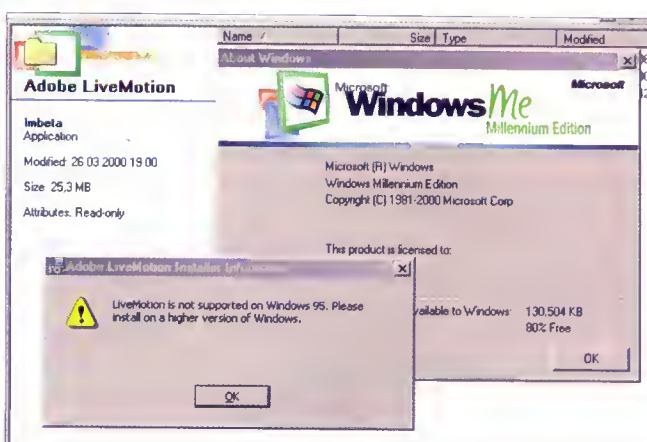 Name
Size
Type
Modified
Adobe LiveMotion
lmbeta
Application
Modified: 26 03 2000 19 00
Size 25,3 MB
Attributes. Read-only
About Windows
Microsoft
Windows Me
Millennium Edition
Microsoft
Microsoft (R) Windows
Windows Millennium Edition
Copyright (C) 1981-2000 Microsoft Corp
This product is licensed to:
available to Windows: 130,504 KB
80% Free
OK
Adobe LiveMotion Installer
LiveMotion is not supported on Windows 95. Please
install on a higher version of Windows.
OK